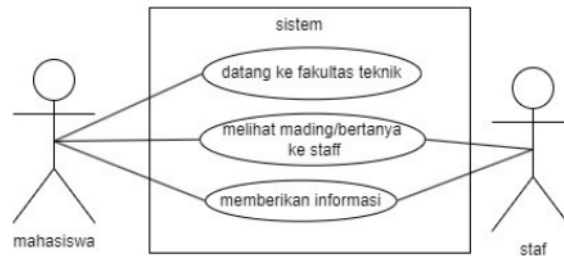 sistem
datang ke fakultas teknik
melihat mading/bertanya
ke staff
memberikan informasi
mahasiswa
staf